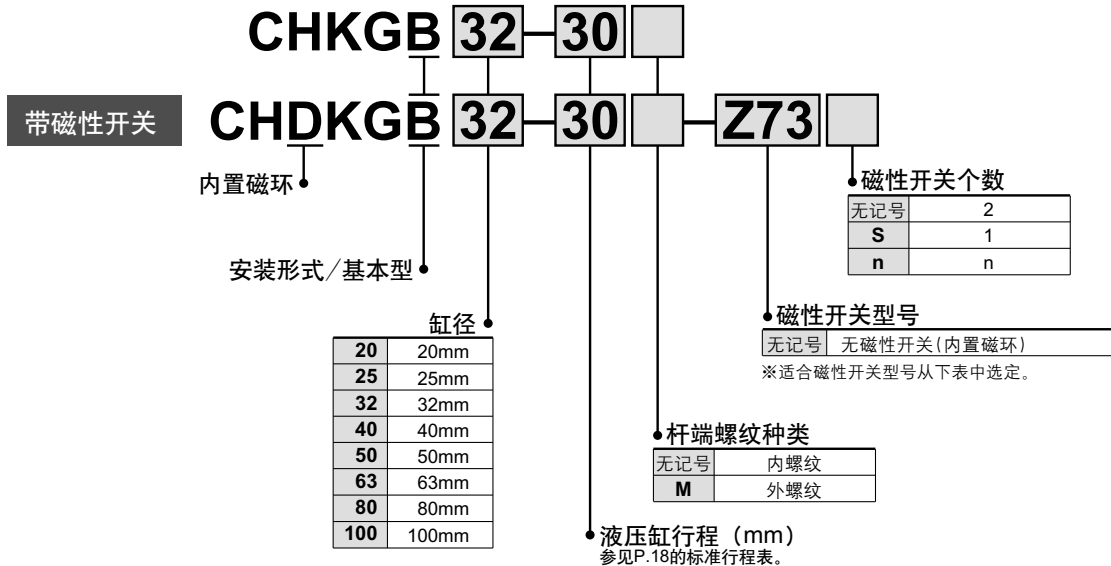 CHKGB 32-30
带磁性开关 CHDKGB 32-30 - Z73
内置磁环
安装形式/基本型
缸径
20 20mm
25 25mm
32 32mm
40 40mm
50 50mm
63 63mm
80 80mm
100 100mm
液压缸行程（mm）
参见P.18的标准行程表。
杆端螺纹种类
无记号 内螺纹
M 外螺纹
磁性开关型号
无记号 无磁性开关(内置磁环)
※适合磁性开关型号从下表中选定。
磁性开关个数
无记号 2
S 1
n n